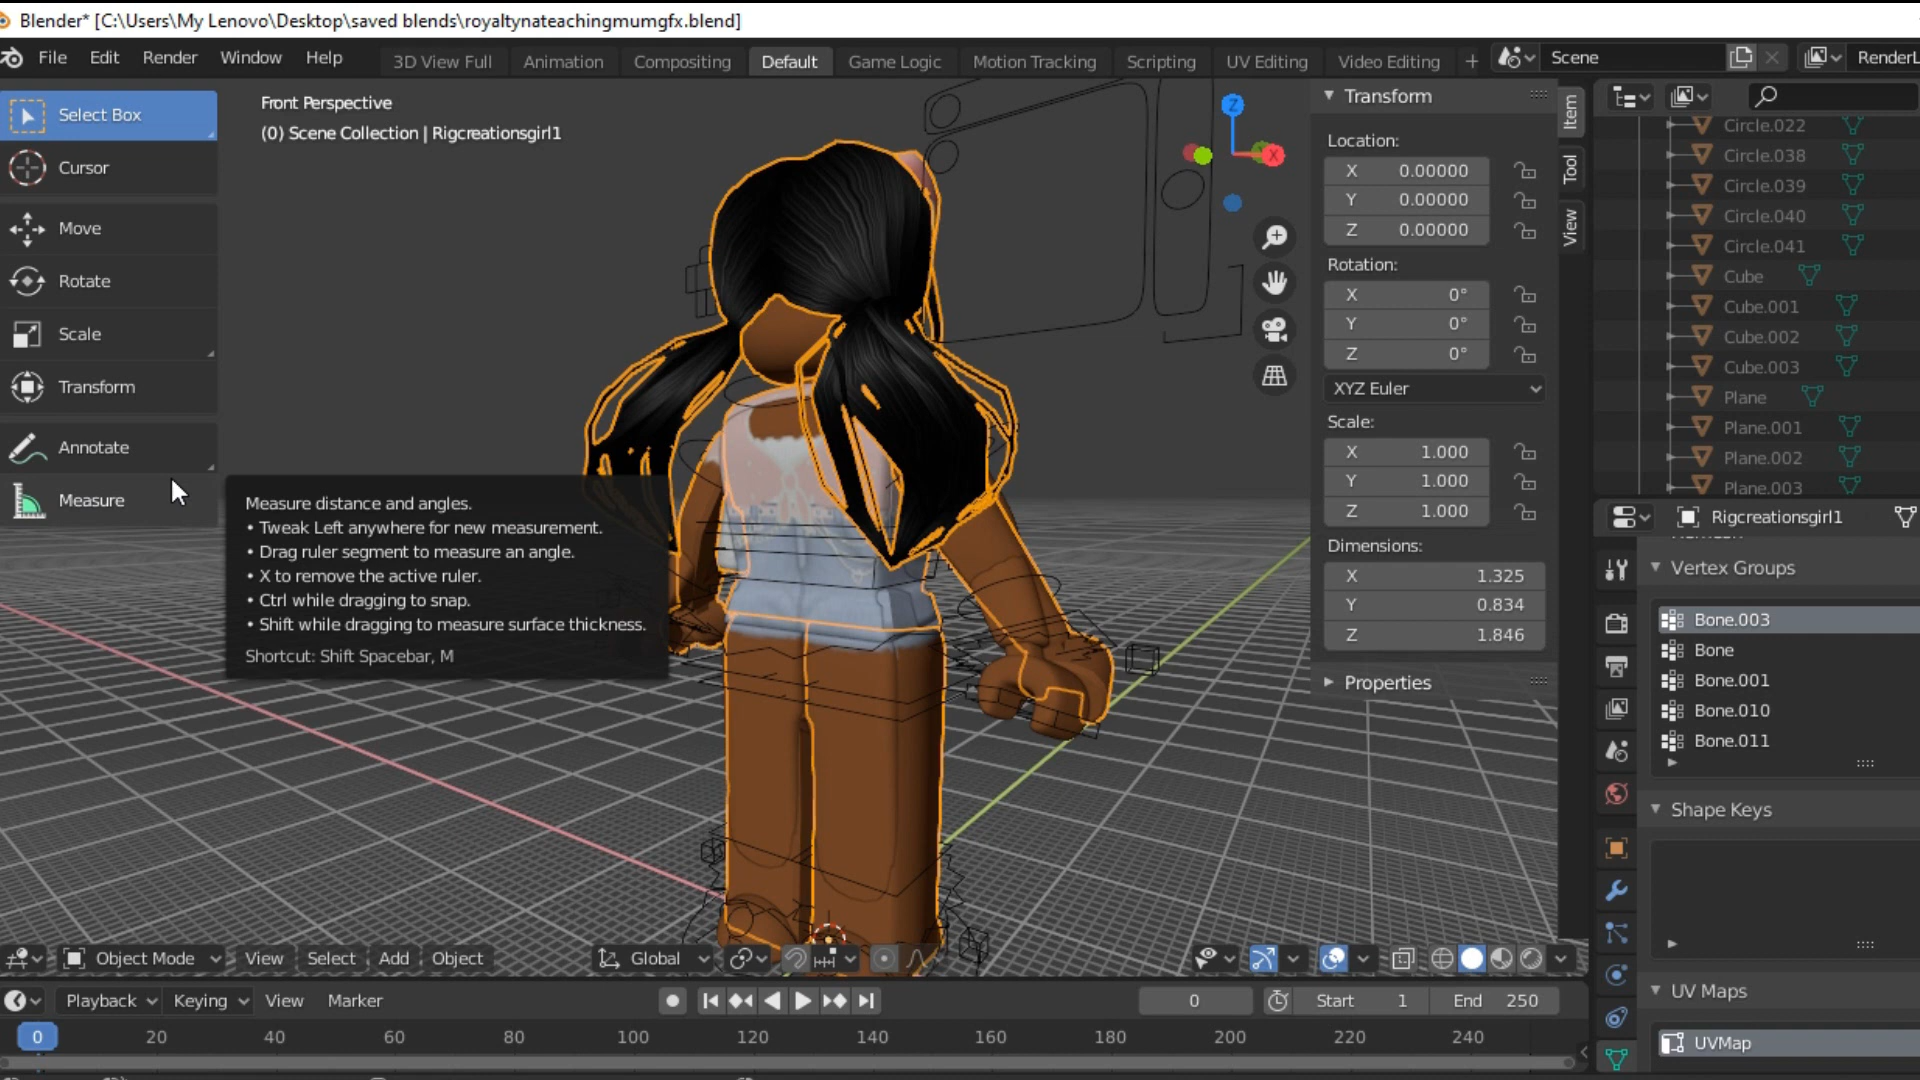 Blender* [C:\Users\My Lenovo\Desktop\saved blends\royaltynateachingmumgfx.blend]
File Edit Render Window Help 3D View Full Animation Compositing Default Game Logic Motion Tracking Scripting UV Editing Video Editing + Scene RenderL
Select Box
Cursor
Move
Rotate
Scale
Transform
Annotate
Measure
Front Perspective
(0) Scene Collection | Rigcreationsgirl1
Measure distance and angles.
• Tweak Left anywhere for new measurement.
• Drag ruler segment to measure an angle.
• X to remove the active ruler.
• Ctrl while dragging to snap.
• Shift while dragging to measure surface thickness.
Shortcut: Shift Spacebar, M
Z
X
Transform
Location:
X 0.00000
Y 0.00000
Z 0.00000
Rotation:
X 0°
Y 0°
Z 0°
XYZ Euler
Scale:
X 1.000
Y 1.000
Z 1.000
Dimensions:
X 1.325
Y 0.834
Z 1.846
Properties
Item
Tool
View
Circle.022
Circle.038
Circle.039
Circle.040
Circle.041
Cube
Cube.001
Cube.002
Cube.003
Plane
Plane.001
Plane.002
Plane.003
Rigcreationsgirl1
Vertex Groups
Bone.003
Bone
Bone.001
Bone.010
Bone.011
Shape Keys
UV Maps
UVMap
Object Mode View Select Add Object Global
Playback Keying View Marker 0 Start 1 End 250
0 20 40 60 80 100 120 140 160 180 200 220 240